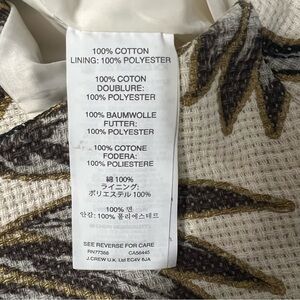 100% COTTON
LINING: 100% POLYESTER
100% COTON
DOUBLURE:
100% POLYESTER
100% BAUMWOLLE
FUTTER:
100% POLYESTER
100% COTONE
FODERA:
100% POLIESTERE
綿 100%
ライニング:
ポリエステル 100%
100% 면
안감: 100% 폴리에스테르
SEE REVERSE FOR CARE
RN77388 CA56445
J.CREW U.K. Ltd EC4V 6JA